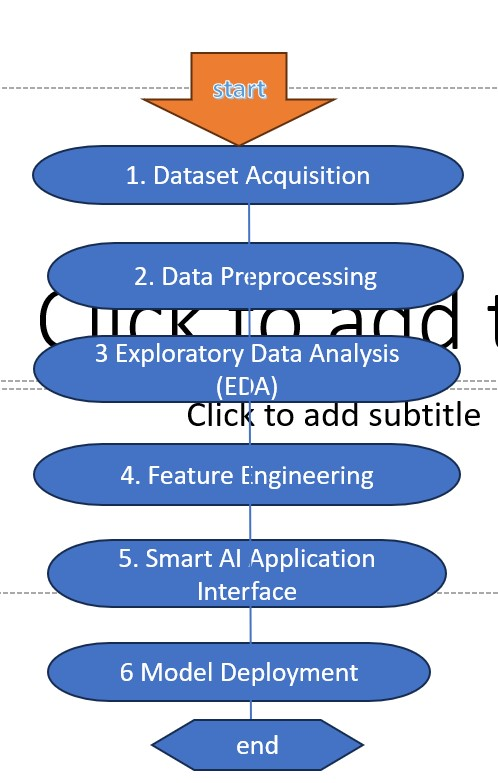 start
1. Dataset Acquisition
2. Data Preprocessing
Click to add t
3 Exploratory Data Analysis
(EDA)
Click to add subtitle
4. Feature Engineering
5. Smart AI Application
Interface
6 Model Deployment
end